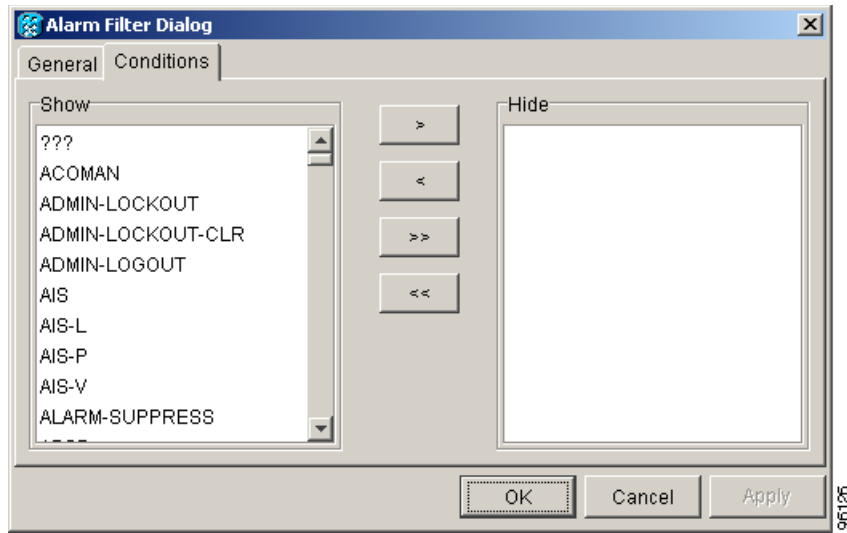 Alarm Filter Dialog
General Conditions
Show
???
ACOMAN
ADMIN-LOCKOUT
ADMIN-LOCKOUT-CLR
ADMIN-LOGOUT
AIS
AIS-L
AIS-P
AIS-V
ALARM-SUPPRESS
>
<
>>
<<
Hide
OK Cancel Apply
96126